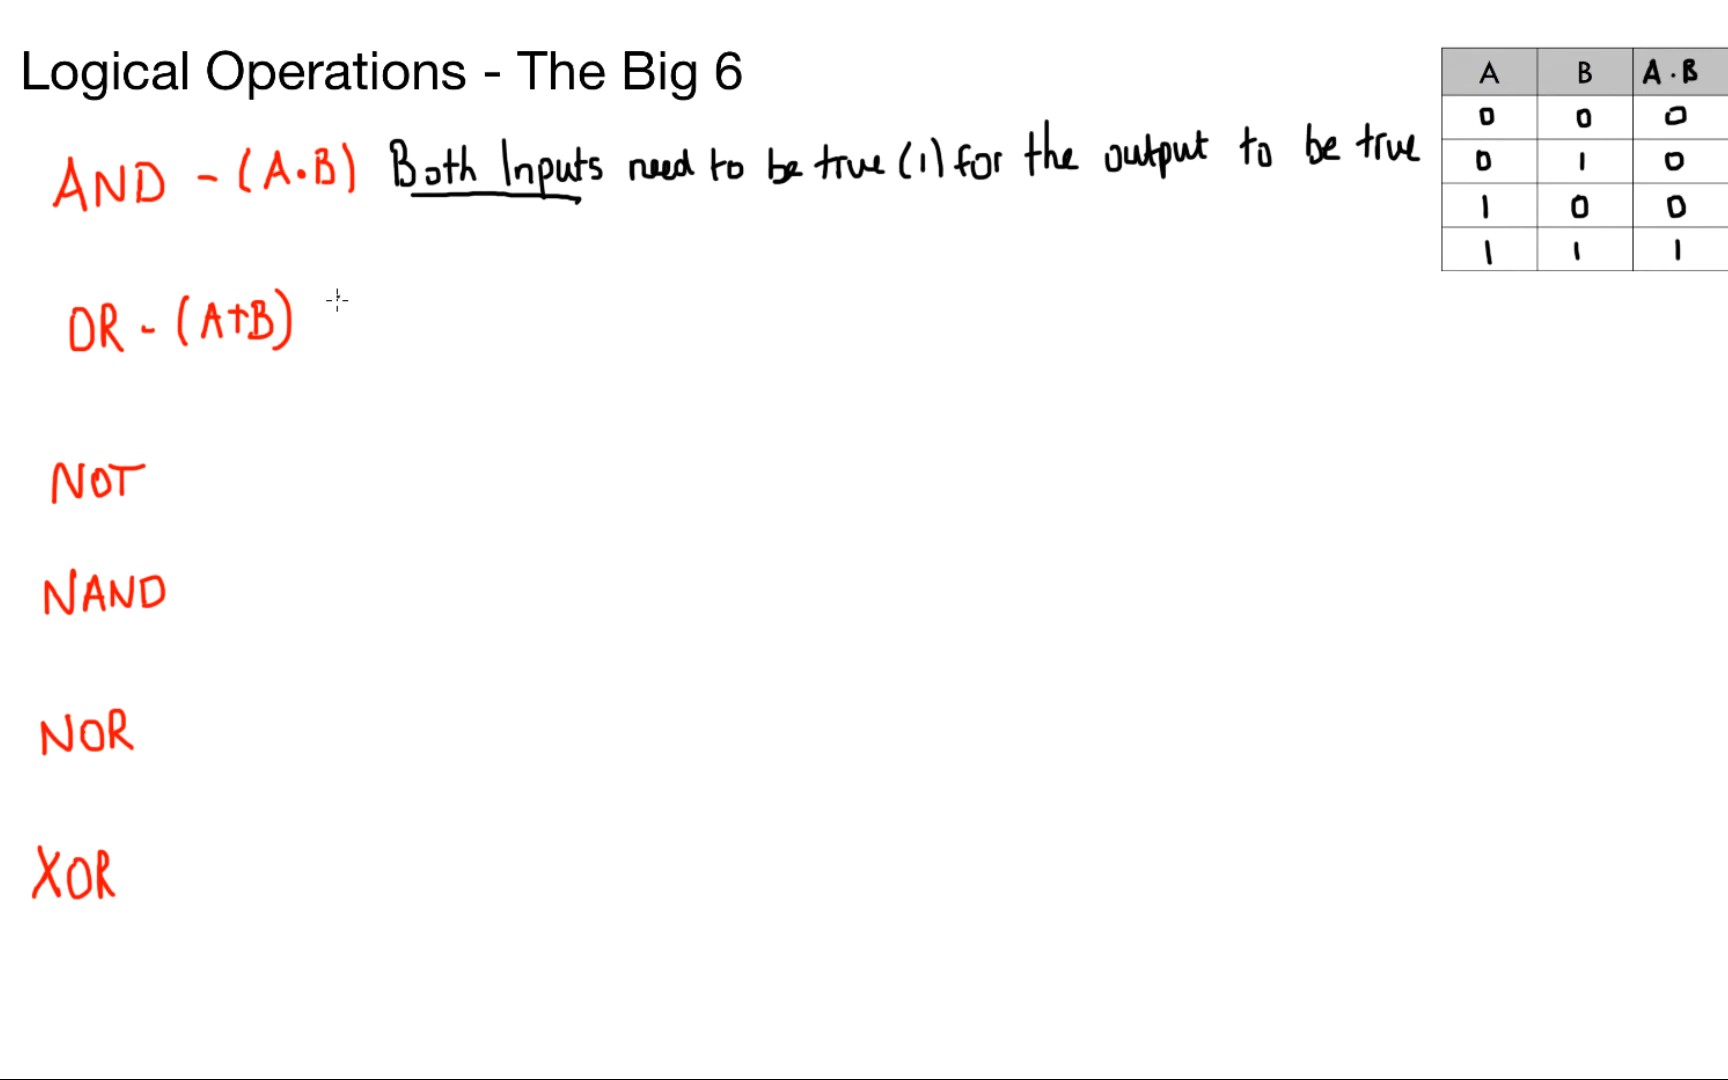 Logical Operations - The Big 6
AND - (A·B) Both Inputs need to be true (1) for the output to be true
A B A·B
0 0 0
0 1 0
1 0 0
1 1 1
OR - (A+B)
NOT
NAND
NOR
XOR